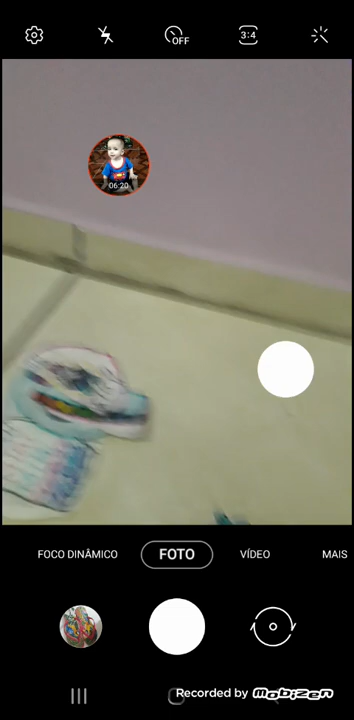 OFF
3:4
06:20
FOCO DINÂMICO
FOTO
VÍDEO
MAIS
Recorded by Mobizen